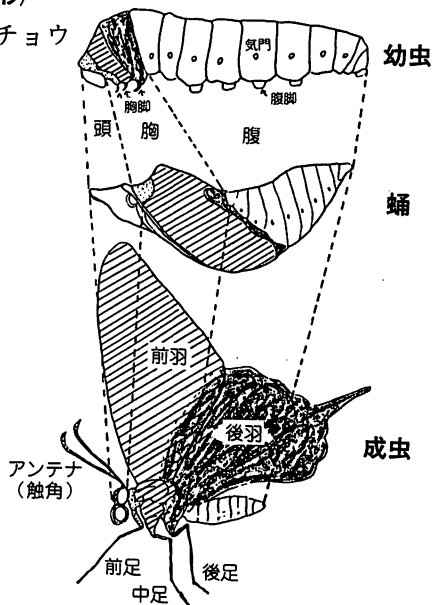 チョウ
気門
幼虫
胸脚
腹脚
頭
胸
腹
蛹
前羽
後羽
成虫
アンテナ
（触角）
前足
中足
後足